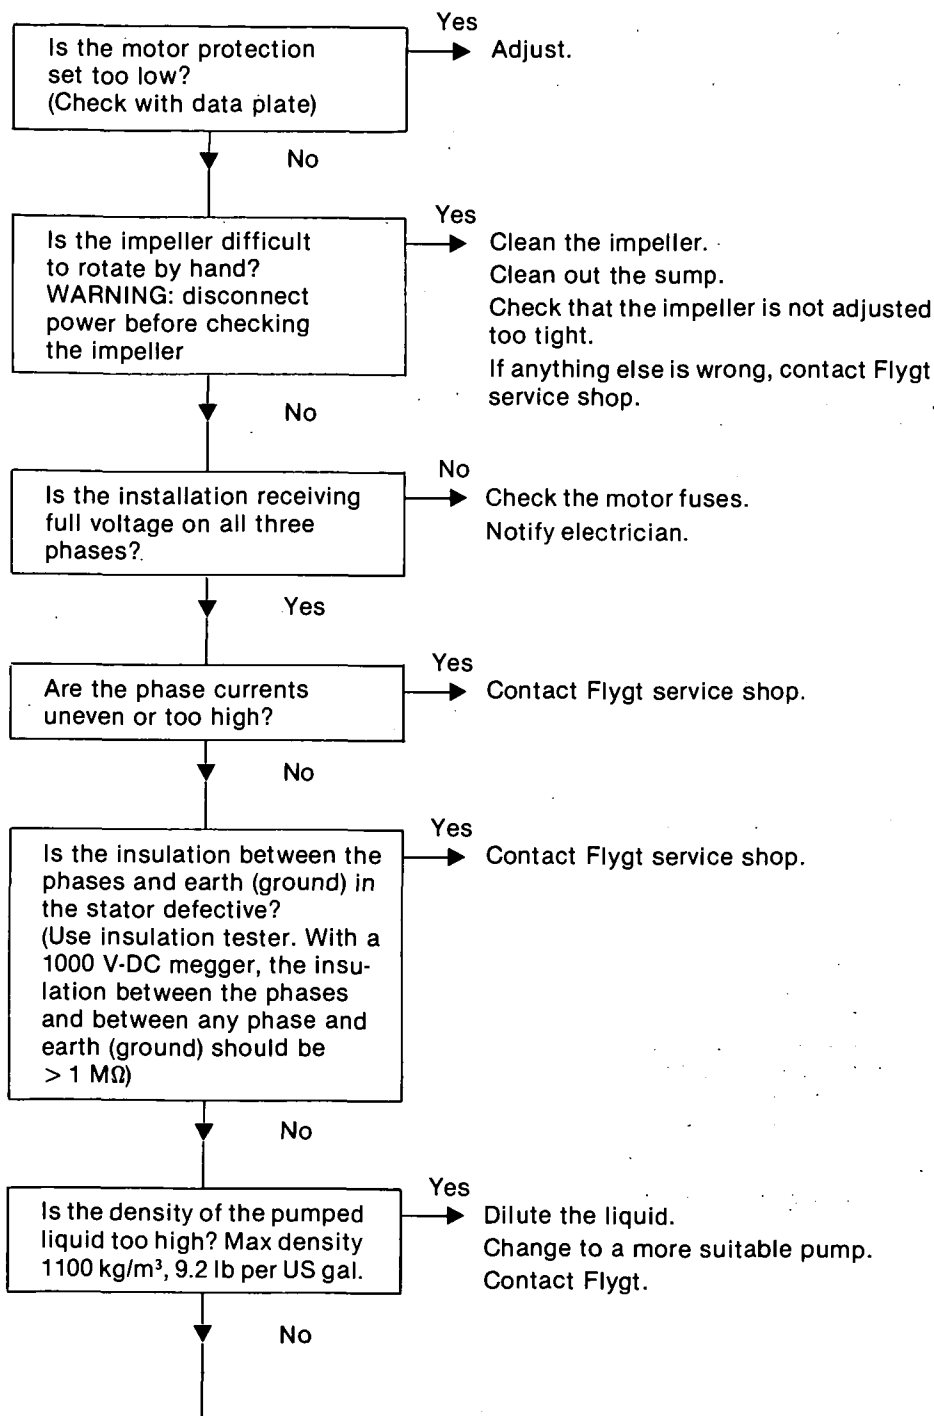 Yes
Is the motor protection
set too low?
(Check with data plate)
Adjust.
No
Yes
Is the impeller difficult
to rotate by hand?
WARNING: disconnect
power before checking
the impeller
Clean the impeller.
Clean out the sump.
Check that the impeller is not adjusted
too tight.
If anything else is wrong, contact Flygt
service shop.
No
No
Is the installation receiving
full voltage on all three
phases?
Check the motor fuses.
Notify electrician.
Yes
Yes
Are the phase currents
uneven or too high?
Contact Flygt service shop.
No
Yes
Is the insulation between the
phases and earth (ground) in
the stator defective?
(Use insulation tester. With a
1000 V-DC megger, the insu-
lation between the phases
and between any phase and
earth (ground) should be
> 1 MΩ)
Contact Flygt service shop.
No
Yes
Is the density of the pumped
liquid too high? Max density
1100 kg/m³, 9.2 lb per US gal.
Dilute the liquid.
Change to a more suitable pump.
Contact Flygt.
No